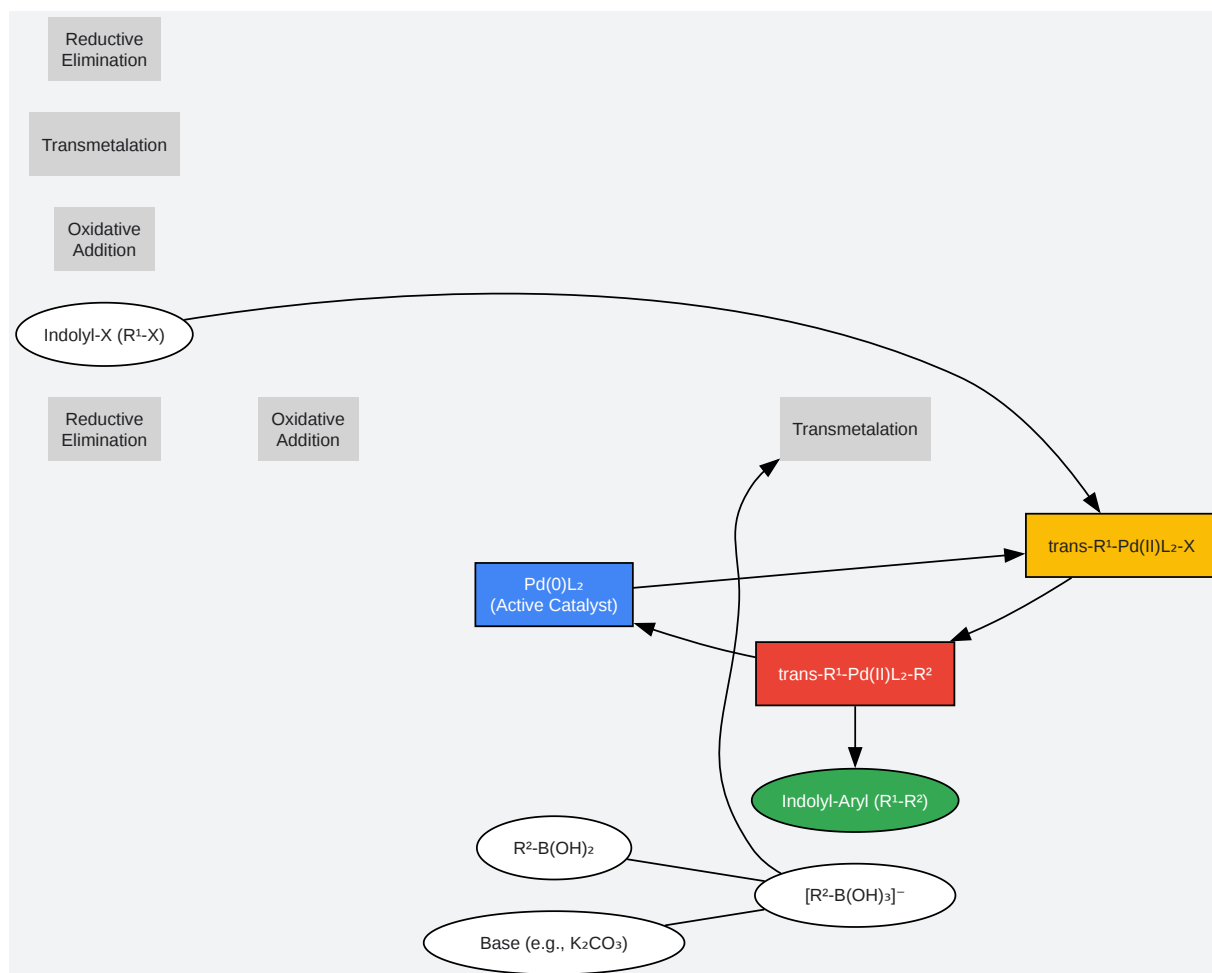 Reductive
Elimination
Transmetalation
Oxidative
Addition
Indolyl-X (R¹-X)
Reductive
Elimination
Oxidative
Addition
Transmetalation
trans-R¹-Pd(II)L₂-X
Pd(0)L₂
(Active Catalyst)
trans-R¹-Pd(II)L₂-R²
Indolyl-Aryl (R¹-R²)
R²-B(OH)₂
[R²-B(OH)₃]⁻
Base (e.g., K₂CO₃)